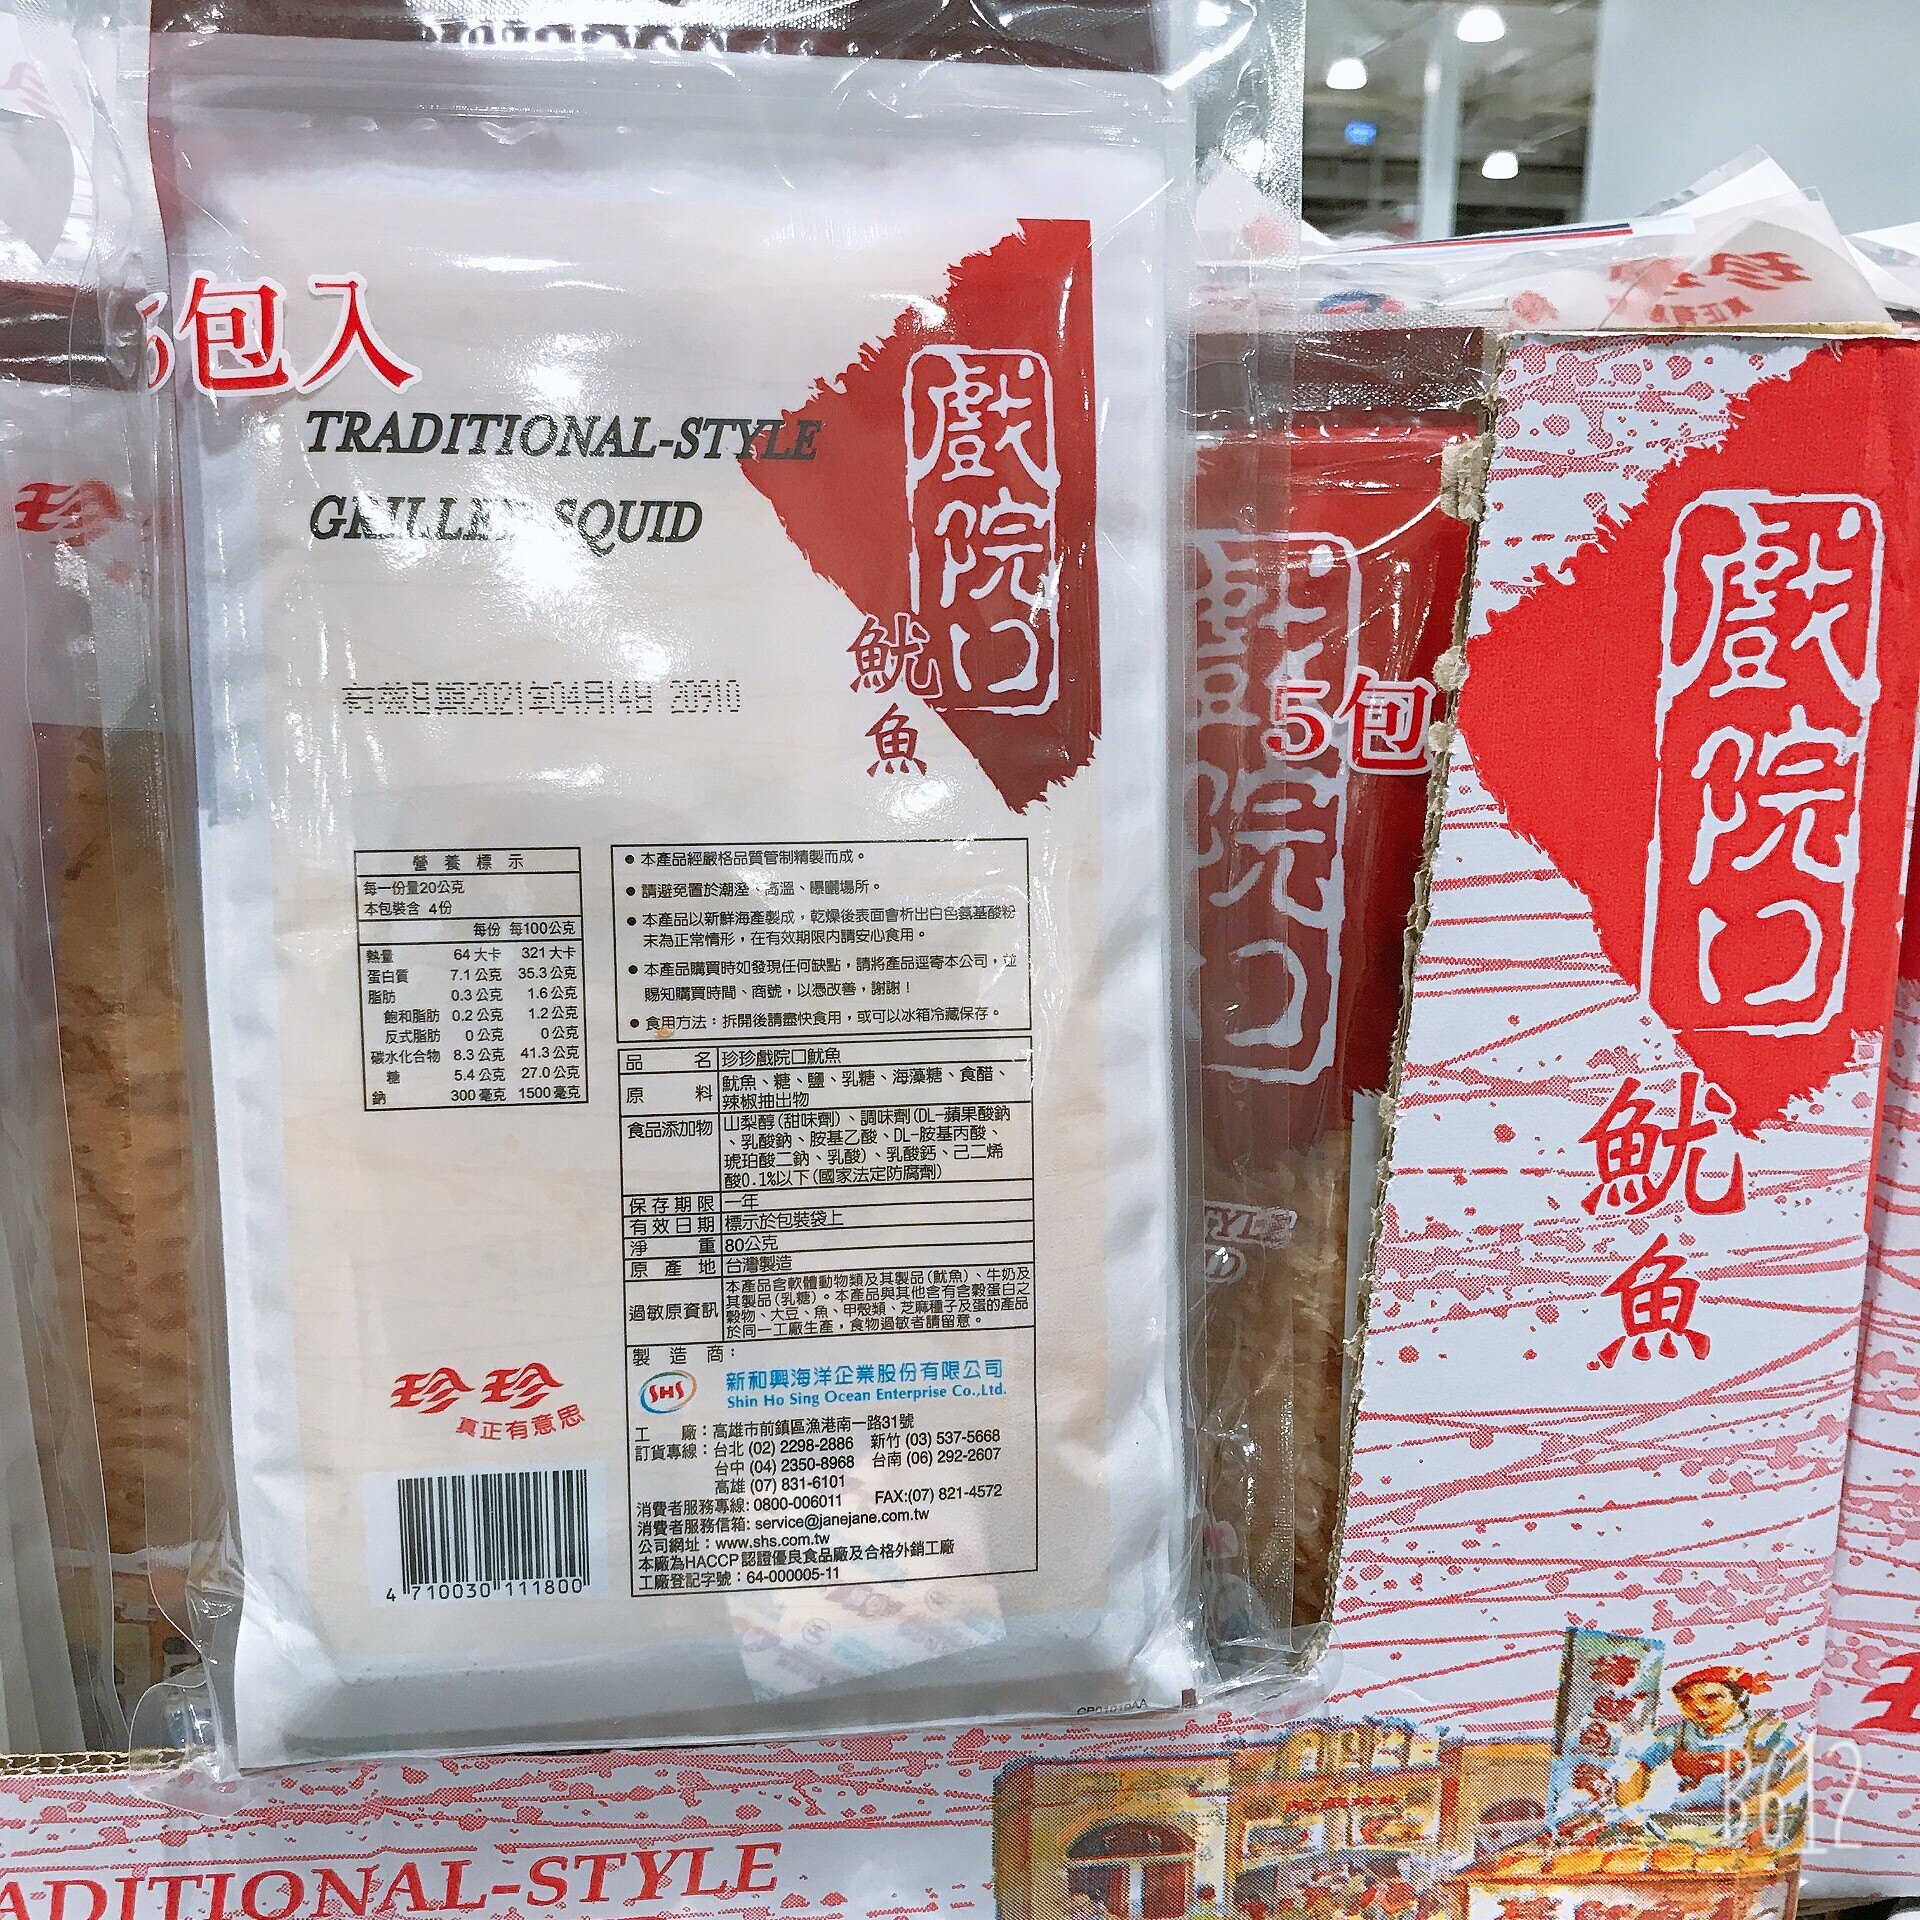 5包入
TRADITIONAL-STYLE
GRILLED SQUID
戲院口
魷魚
有效日期2021年04月14日 20910
營養標示
每一份量20公克
本包裝含 4份
每份 每100公克
熱量 64大卡 321大卡
蛋白質 7.1公克 35.3公克
脂肪 0.3公克 1.6公克
飽和脂肪 0.2公克 1.2公克
反式脂肪 0公克 0公克
碳水化合物 8.3公克 41.3公克
糖 5.4公克 27.0公克
鈉 300毫克 1500毫克
●本產品經嚴格品質管制精製而成。
●請避免置於潮溼、高溫、曝曬場所。
●本產品以新鮮海產製成，乾燥後表面會析出白色氨基酸粉
末為正常情形，在有效期限內請安心食用。
●本產品購買時如發現任何缺點，請將產品逕寄本公司，並
賜知購買時間、商號，以憑改善，謝謝！
●食用方法：拆開後請盡快食用，或可以冰箱冷藏保存。
品名 珍珍戲院口魷魚
原料 魷魚、糖、鹽、乳糖、海藻糖、食醋、
辣椒抽出物
食品添加物 山梨醇(甜味劑)、調味劑(DL-蘋果酸鈉
、乳酸鈉、胺基乙酸、DL-胺基丙酸、
琥珀酸二鈉、乳酸)、乳酸鈣、己二烯
酸0.1%以下(國家法定防腐劑)
保存期限 一年
有效日期 標示於包裝袋上
淨重 80公克
原產地 台灣製造
過敏原資訊 本產品含軟體動物類及其製品(魷魚)、牛奶及
其製品(乳糖)。本產品與其他含有含麩蛋白之
穀物、大豆、魚、甲殼類、芝麻種子及蛋的產品
於同一工廠生產，食物過敏者請留意。
製造商：
SHS 新和興海洋企業股份有限公司
Shin Ho Sing Ocean Enterprise Co.,Ltd.
工廠：高雄市前鎮區漁港南一路31號
訂貨專線：台北 (02) 2298-2886 新竹 (03) 537-5668
台中 (04) 2350-8968 台南 (06) 292-2607
高雄 (07) 831-6101
消費者服務專線: 0800-006011 FAX:(07) 821-4572
消費者服務信箱: service@janejane.com.tw
公司網址：www.shs.com.tw
本廠為HACCP認證優良食品廠及合格外銷工廠
工廠登記字號：64-000005-11
珍珍
真正有意思
4 710030 111800
珍
戲院口
5包
戲院口
魷魚
ADITIONAL-STYLE
B612